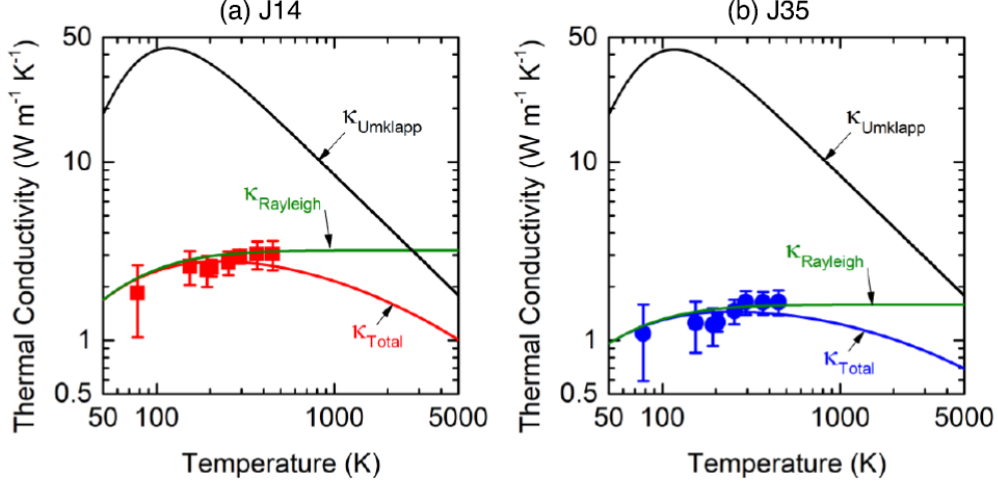 (a) J14
Thermal Conductivity (W m⁻¹ K⁻¹)
50
10
1
0.5
κUmklapp
κRayleigh
κTotal
50 100 1000 5000
Temperature (K)
(b) J35
Thermal Conductivity (W m⁻¹ K⁻¹)
50
10
1
0.5
κUmklapp
κRayleigh
κTotal
50 100 1000 5000
Temperature (K)